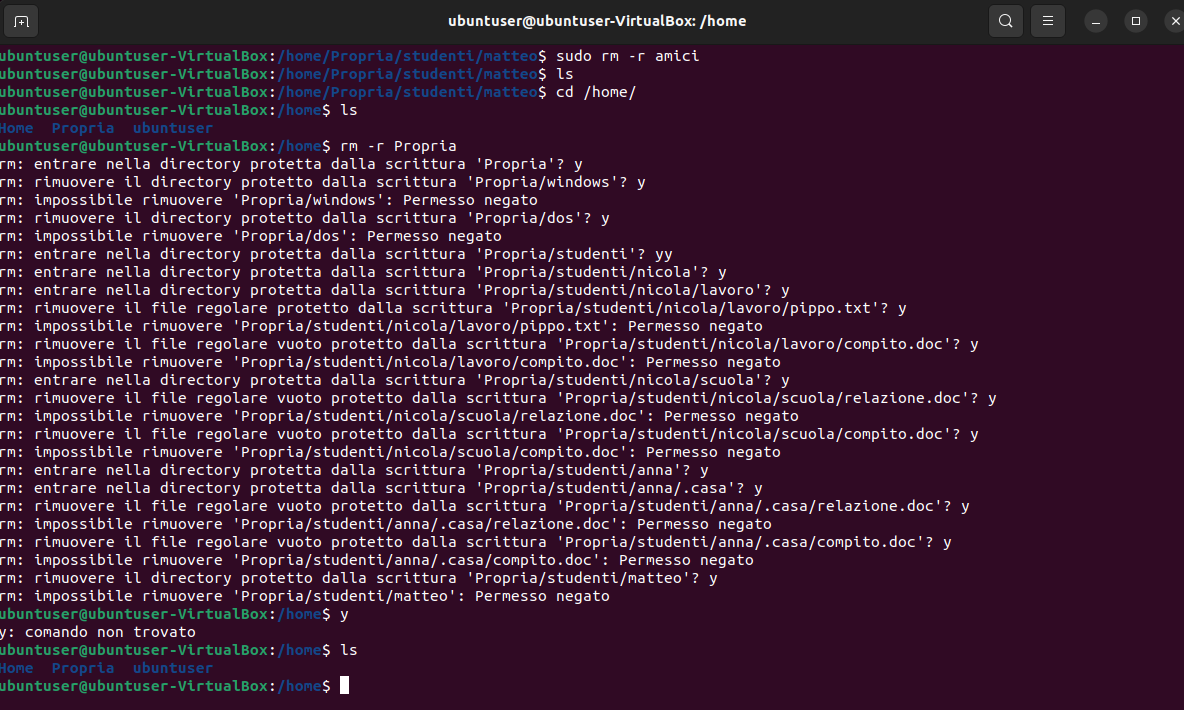 ubuntuser@ubuntuser-VirtualBox: /home
ubuntuser@ubuntuser-VirtualBox:/home/Propria/studenti/matteo$ sudo rm -r amici
ubuntuser@ubuntuser-VirtualBox:/home/Propria/studenti/matteo$ ls
ubuntuser@ubuntuser-VirtualBox:/home/Propria/studenti/matteo$ cd /home/
ubuntuser@ubuntuser-VirtualBox:/home$ ls
Home  Propria  ubuntuser
ubuntuser@ubuntuser-VirtualBox:/home$ rm -r Propria
rm: entrare nella directory protetta dalla scrittura 'Propria'? y
rm: rimuovere il directory protetto dalla scrittura 'Propria/windows'? y
rm: impossibile rimuovere 'Propria/windows': Permesso negato
rm: rimuovere il directory protetto dalla scrittura 'Propria/dos'? y
rm: impossibile rimuovere 'Propria/dos': Permesso negato
rm: entrare nella directory protetta dalla scrittura 'Propria/studenti'? yy
rm: entrare nella directory protetta dalla scrittura 'Propria/studenti/nicola'? y
rm: entrare nella directory protetta dalla scrittura 'Propria/studenti/nicola/lavoro'? y
rm: rimuovere il file regolare protetto dalla scrittura 'Propria/studenti/nicola/lavoro/pippo.txt'? y
rm: impossibile rimuovere 'Propria/studenti/nicola/lavoro/pippo.txt': Permesso negato
rm: rimuovere il file regolare vuoto protetto dalla scrittura 'Propria/studenti/nicola/lavoro/compito.doc'? y
rm: impossibile rimuovere 'Propria/studenti/nicola/lavoro/compito.doc': Permesso negato
rm: entrare nella directory protetta dalla scrittura 'Propria/studenti/nicola/scuola'? y
rm: rimuovere il file regolare vuoto protetto dalla scrittura 'Propria/studenti/nicola/scuola/relazione.doc'? y
rm: impossibile rimuovere 'Propria/studenti/nicola/scuola/relazione.doc': Permesso negato
rm: rimuovere il file regolare vuoto protetto dalla scrittura 'Propria/studenti/nicola/scuola/compito.doc'? y
rm: impossibile rimuovere 'Propria/studenti/nicola/scuola/compito.doc': Permesso negato
rm: entrare nella directory protetta dalla scrittura 'Propria/studenti/anna'? y
rm: entrare nella directory protetta dalla scrittura 'Propria/studenti/anna/.casa'? y
rm: rimuovere il file regolare vuoto protetto dalla scrittura 'Propria/studenti/anna/.casa/relazione.doc'? y
rm: impossibile rimuovere 'Propria/studenti/anna/.casa/relazione.doc': Permesso negato
rm: rimuovere il file regolare vuoto protetto dalla scrittura 'Propria/studenti/anna/.casa/compito.doc'? y
rm: impossibile rimuovere 'Propria/studenti/anna/.casa/compito.doc': Permesso negato
rm: rimuovere il directory protetto dalla scrittura 'Propria/studenti/matteo'? y
rm: impossibile rimuovere 'Propria/studenti/matteo': Permesso negato
ubuntuser@ubuntuser-VirtualBox:/home$ y
y: comando non trovato
ubuntuser@ubuntuser-VirtualBox:/home$ ls
Home  Propria  ubuntuser
ubuntuser@ubuntuser-VirtualBox:/home$